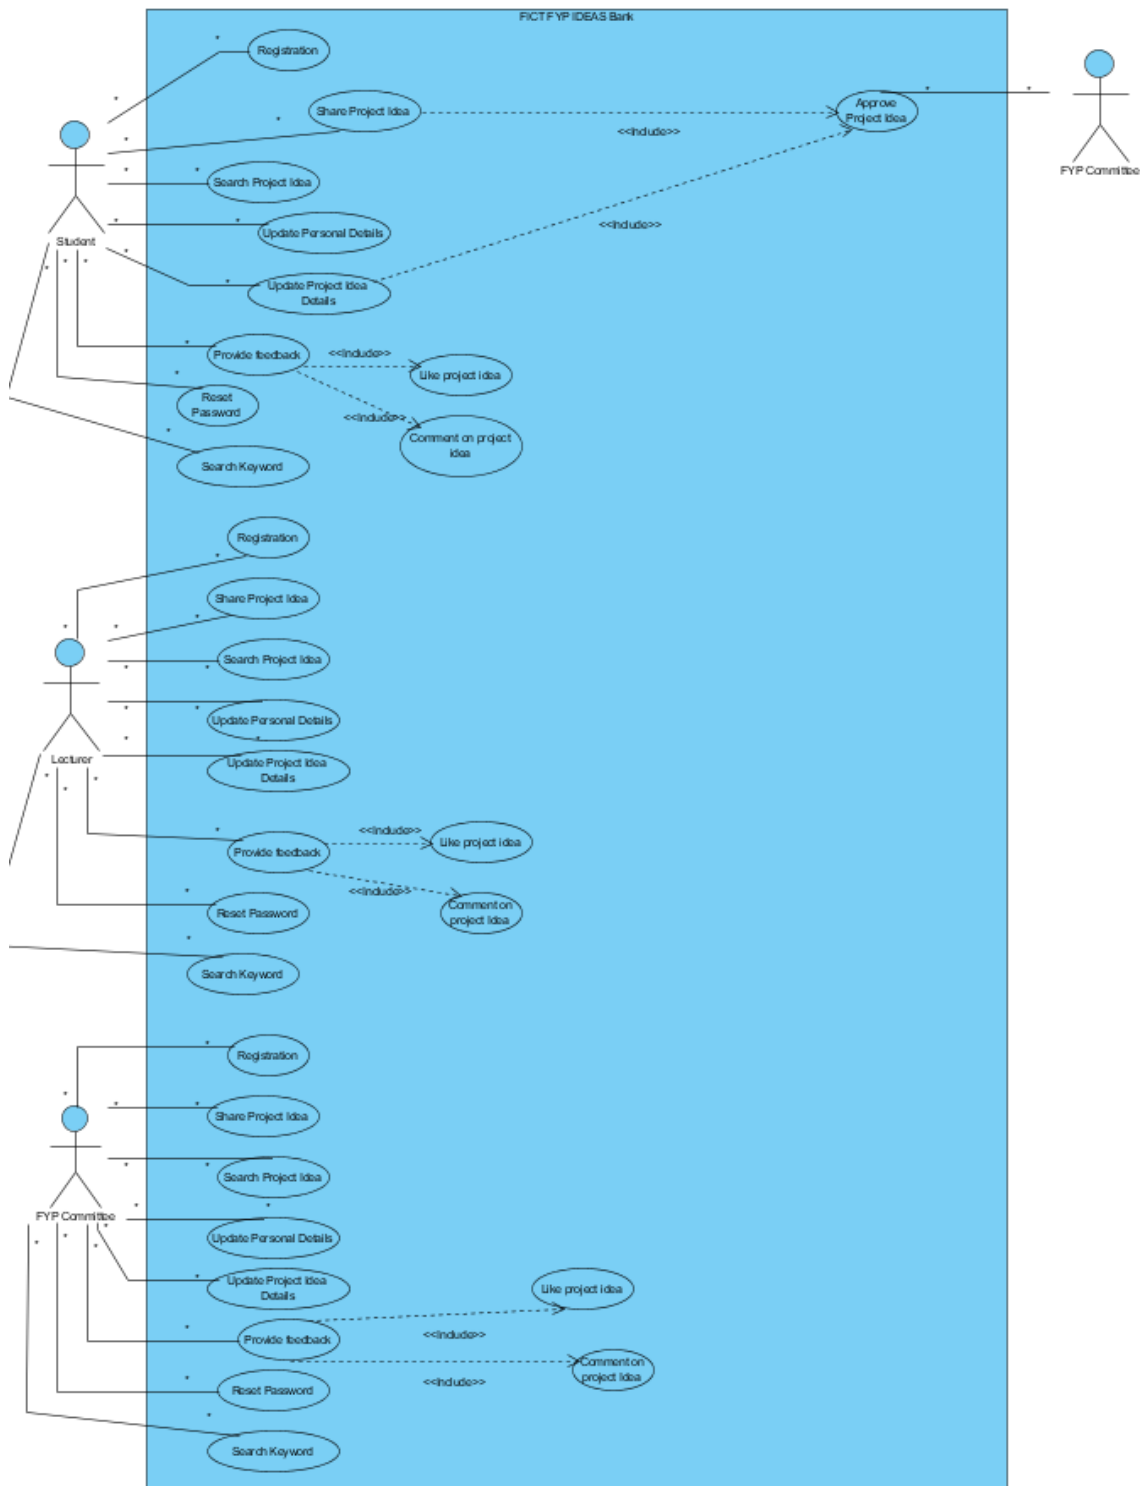 FICT FYP IDEAS Bank
Registration
Share Project Idea
<<Include>>
Approve
Project Idea
FYP Committee
Search Project Idea
Update Personal Details
<<Include>>
Student
Update Project Idea
Details
Provide feedback
<<Include>>
Like project idea
Reset
Password
<<Include>>
Comment on project
idea
Search Keyword
Registration
Share Project Idea
Search Project Idea
Update Personal Details
Lecturer
Update Project Idea
Details
Provide feedback
<<Include>>
Like project idea
<<Include>>
Comment on
project Idea
Reset Password
Search Keyword
Registration
Share Project Idea
Search Project Idea
FYP Committee
Update Personal Details
Update Project Idea
Details
Like project idea
Provide feedback
<<Include>>
Comment on
project Idea
<<Include>>
Reset Password
Search Keyword